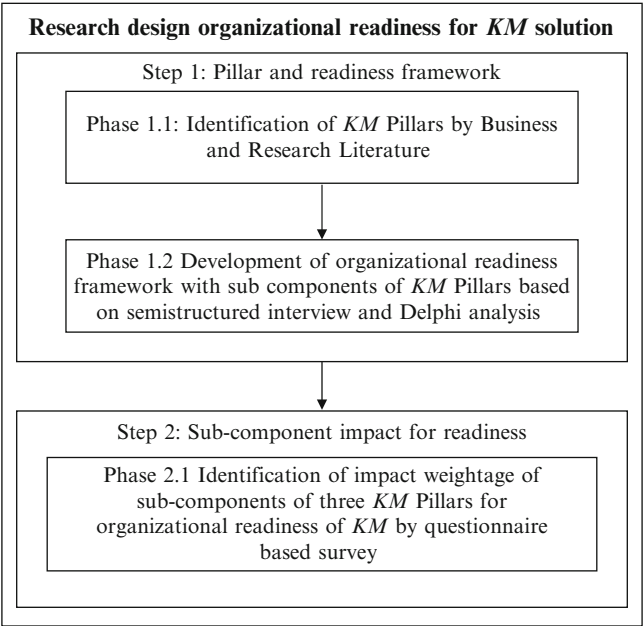 Research design organizational readiness for KM solution
Step 1: Pillar and readiness framework
Phase 1.1: Identification of KM Pillars by Business
and Research Literature
Phase 1.2 Development of organizational readiness
framework with sub components of KM Pillars based
on semistructured interview and Delphi analysis
Step 2: Sub-component impact for readiness
Phase 2.1 Identification of impact weightage of
sub-components of three KM Pillars for
organizational readiness of KM by questionnaire
based survey